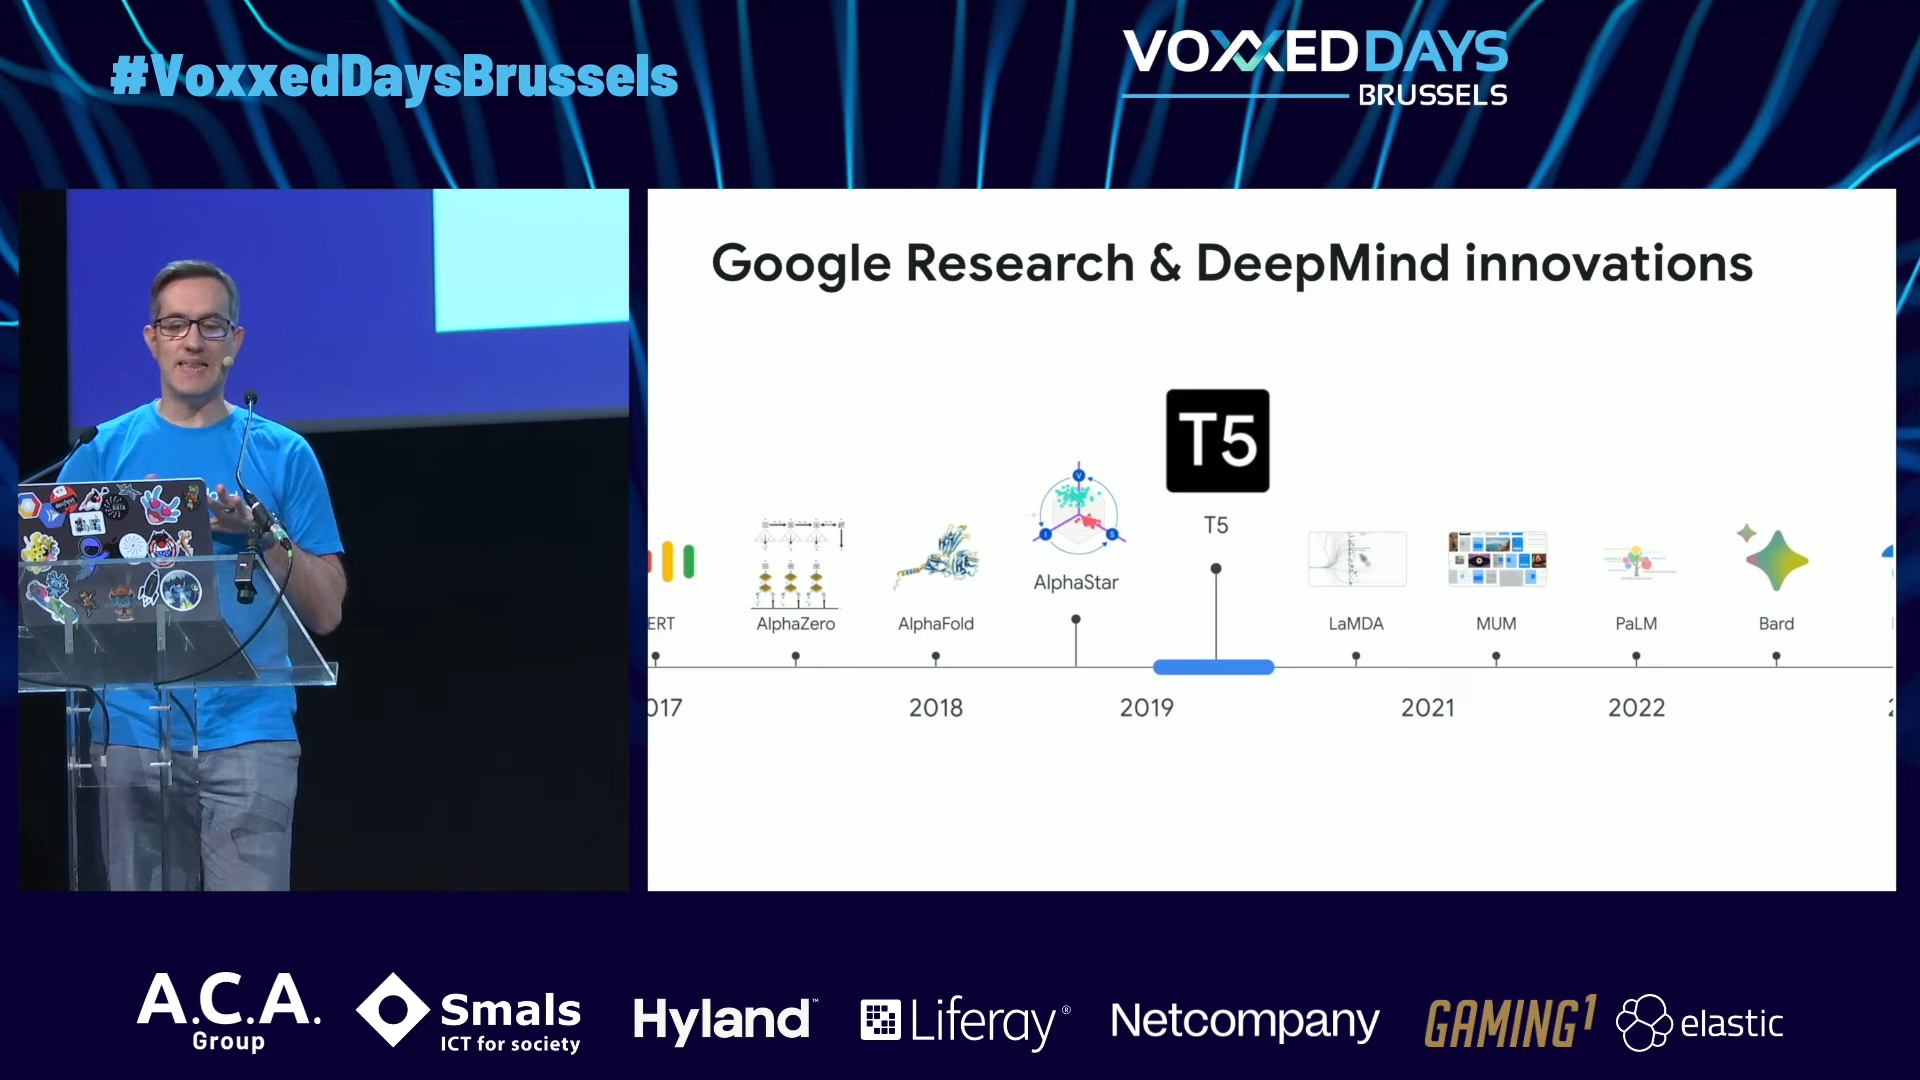 #VoxxedDaysBrussels
VOXXEDDAYS
BRUSSELS
Google Research & DeepMind innovations
T5
T5
AlphaStar
ERT
AlphaZero
AlphaFold
LaMDA
MUM
PaLM
Bard
017
2018
2019
2021
2022
A.C.A.
Group
Smals
ICT for society
Hyland™
Liferay®
Netcompany
GAMING1
elastic